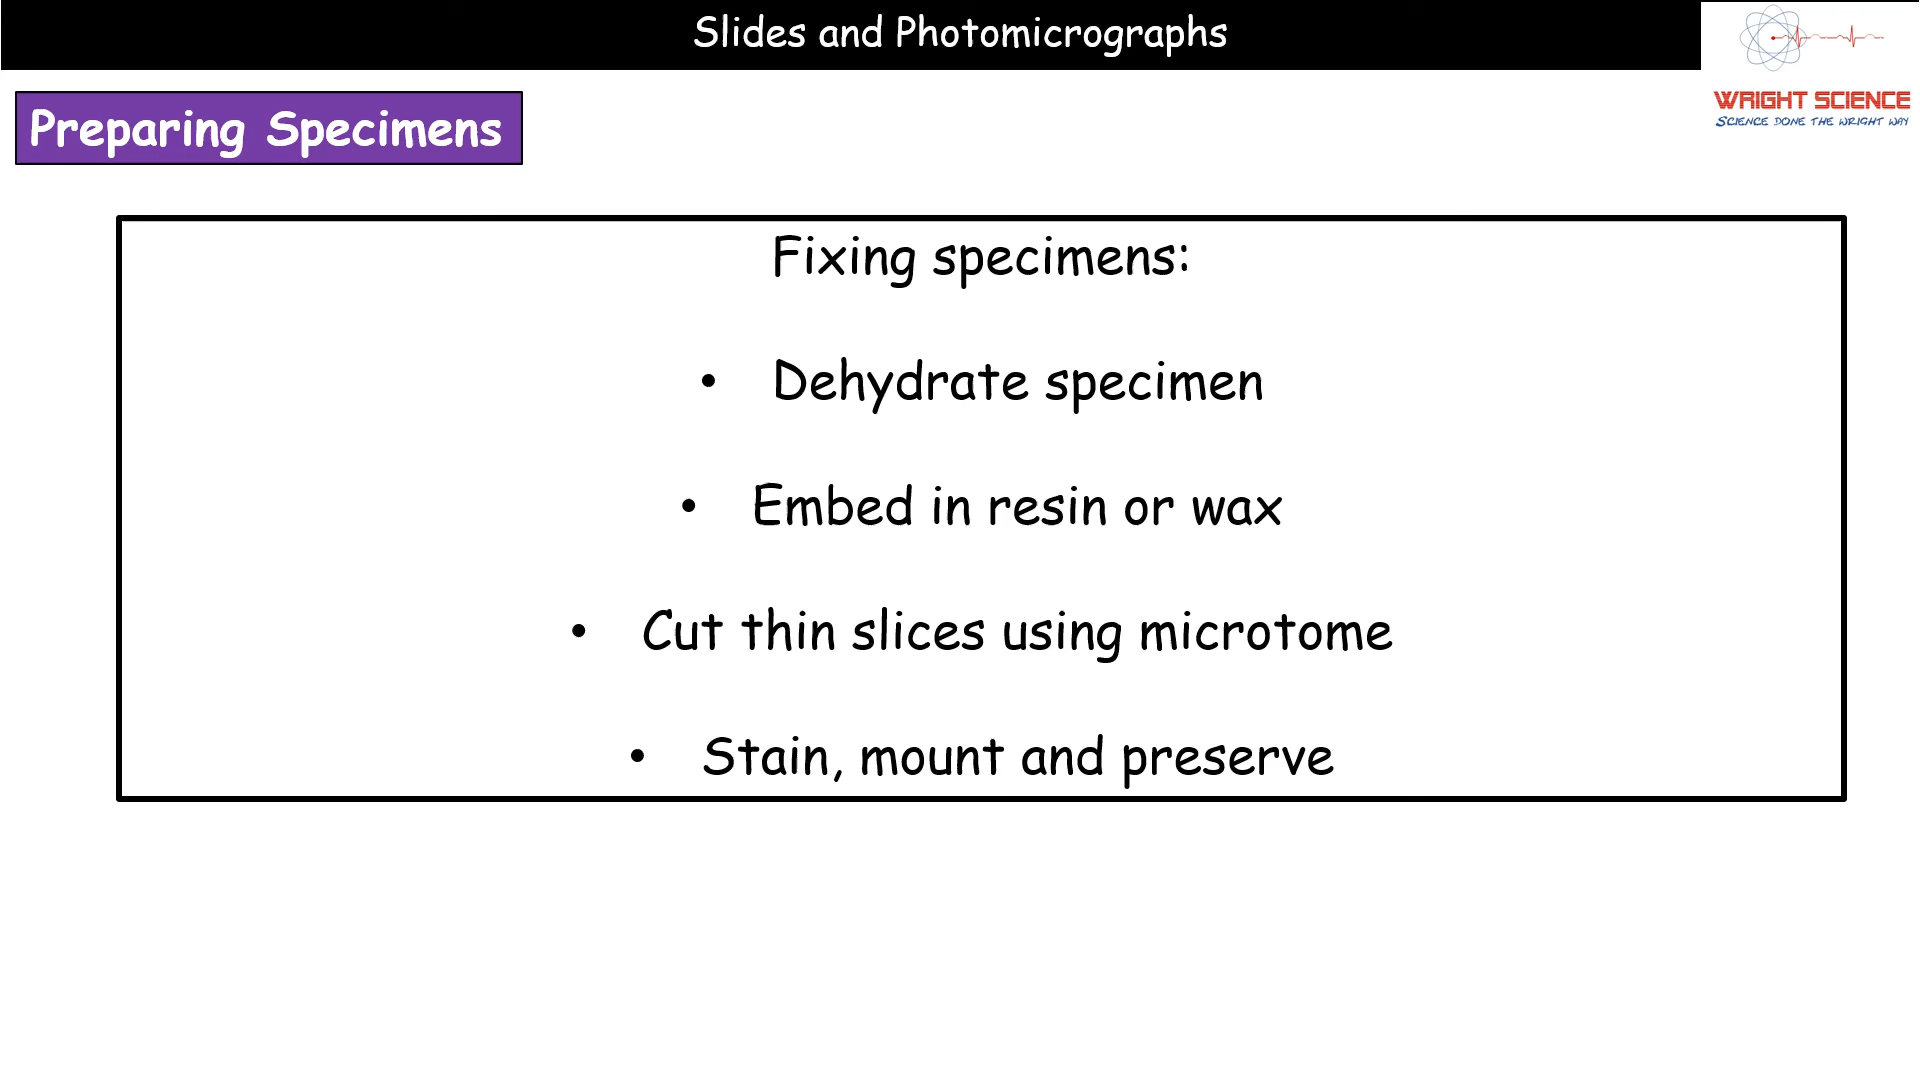 Slides and Photomicrographs
WRIGHT SCIENCE
SCIENCE DONE THE WRIGHT WAY
Preparing Specimens
Fixing specimens:
• Dehydrate specimen
• Embed in resin or wax
• Cut thin slices using microtome
• Stain, mount and preserve